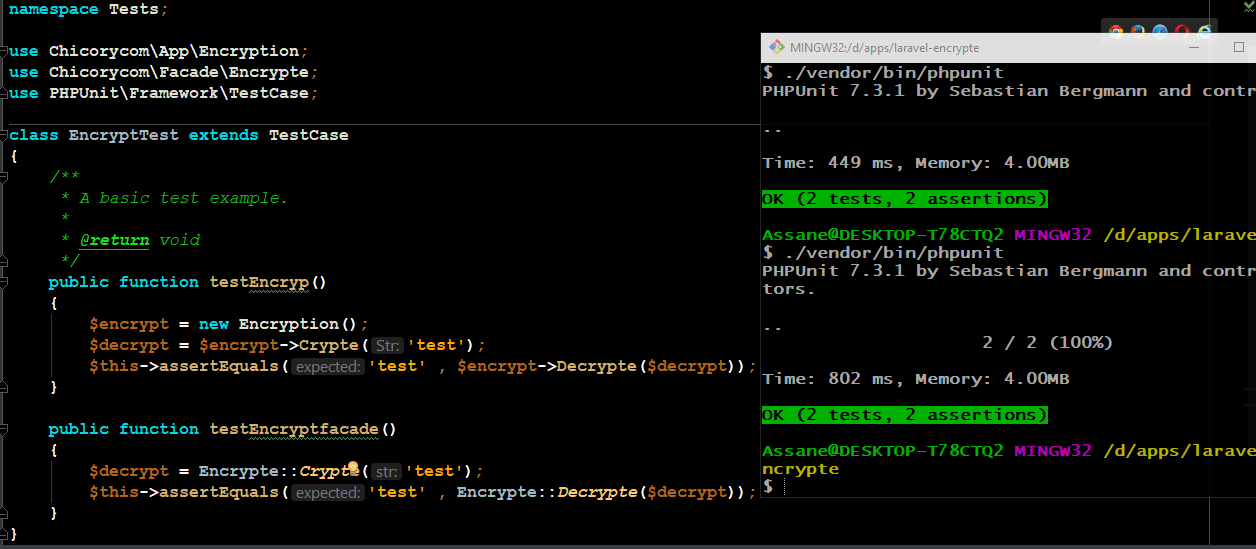 namespace Tests;
use Chicorycom\App\Encryption;
use Chicorycom\Facade\Encrypte;
use PHPUnit\Framework\TestCase;
class EncryptTest extends TestCase
{
/**
* A basic test example.
*
* @return void
*/
public function testEncryp()
{
$encrypt = new Encryption();
$decrypt = $encrypt->Crypte( Str: 'test');
$this->assertEquals( expected: 'test' , $encrypt->Decrypte($decrypt));
}
public function testEncryptfacade()
{
$decrypt = Encrypte::Crypte( str: 'test');
$this->assertEquals( expected: 'test' , Encrypte::Decrypte($decrypt));
}
}
MINGW32:/d/apps/laravel-encrypte
$ ./vendor/bin/phpunit
PHPUnit 7.3.1 by Sebastian Bergmann and contr
..
Time: 449 ms, Memory: 4.00MB
OK (2 tests, 2 assertions)
Assane@DESKTOP-T78CTQ2 MINGW32 /d/apps/larave
$ ./vendor/bin/phpunit
PHPUnit 7.3.1 by Sebastian Bergmann and contr
tors.
..
2 / 2 (100%)
Time: 802 ms, Memory: 4.00MB
OK (2 tests, 2 assertions)
Assane@DESKTOP-T78CTQ2 MINGW32 /d/apps/larave
ncrypte
$